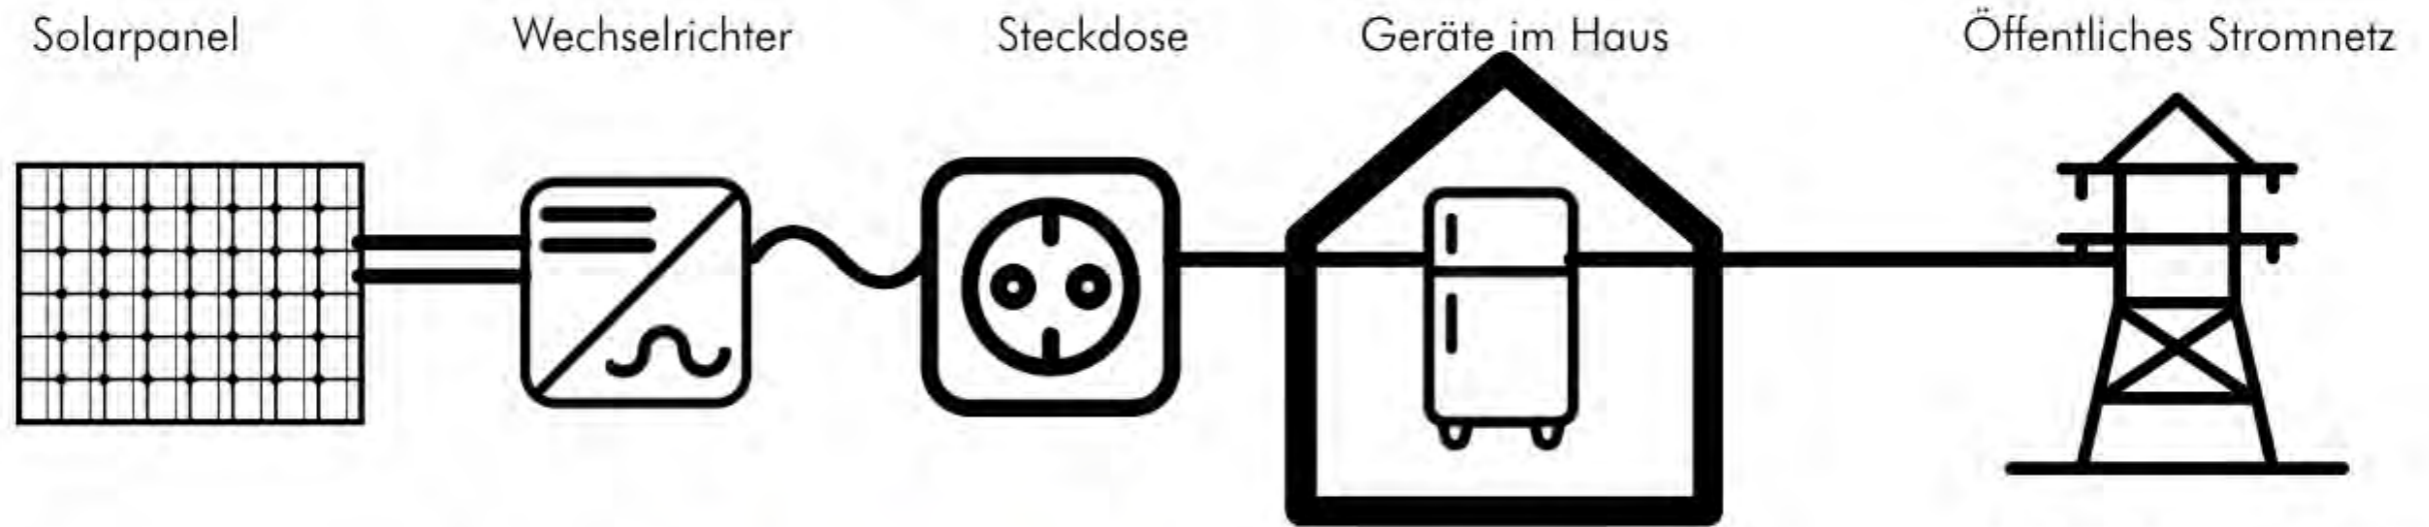 Solarpanel
Wechselrichter
Steckdose
Geräte im Haus
Öffentliches Stromnetz